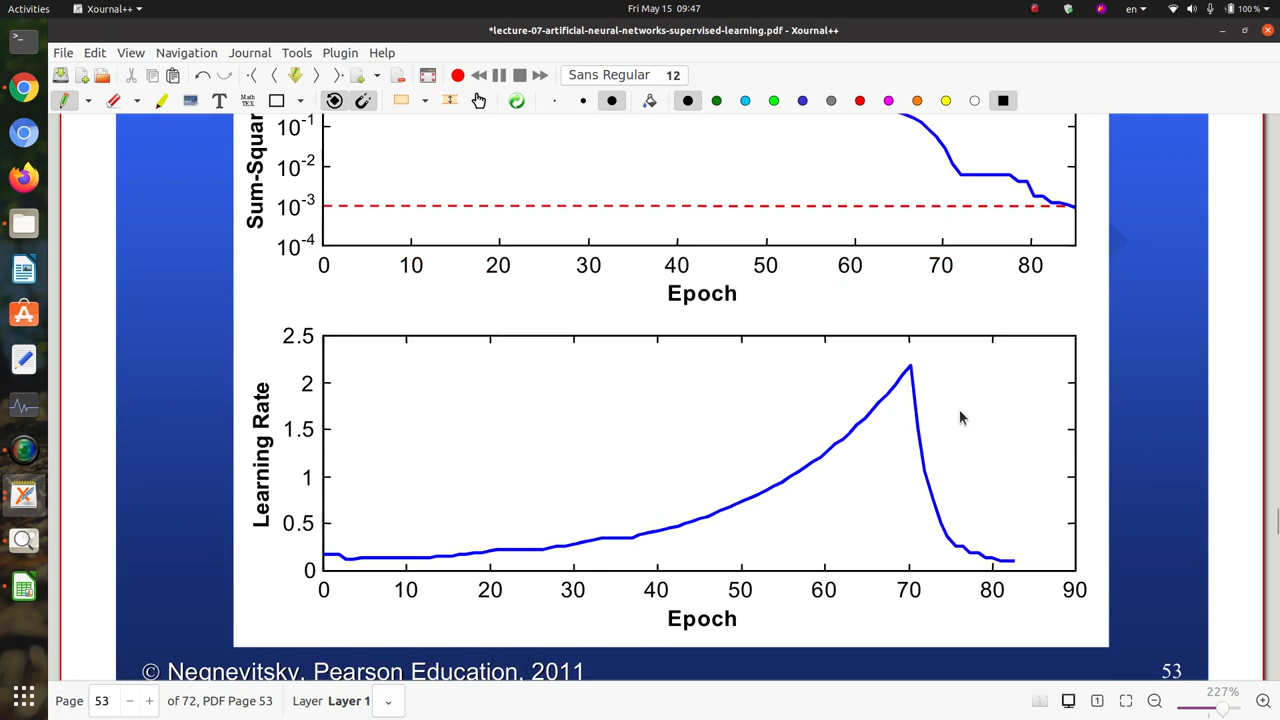 Activities Xournal++ Fri May 15 09:47 en 100 %
*lecture-07-artificial-neural-networks-supervised-learning.pdf - Xournal++
File Edit View Navigation Journal Tools Plugin Help
Sans Regular 12
Sum-Squar
10-1
10-2
10-3
10-4
0 10 20 30 40 50 60 70 80
Epoch
Learning Rate
2.5
2
1.5
1
0.5
0
0 10 20 30 40 50 60 70 80 90
Epoch
© Negnevitsky, Pearson Education, 2011 53
Page 53 of 72, PDF Page 53 Layer Layer 1 227%